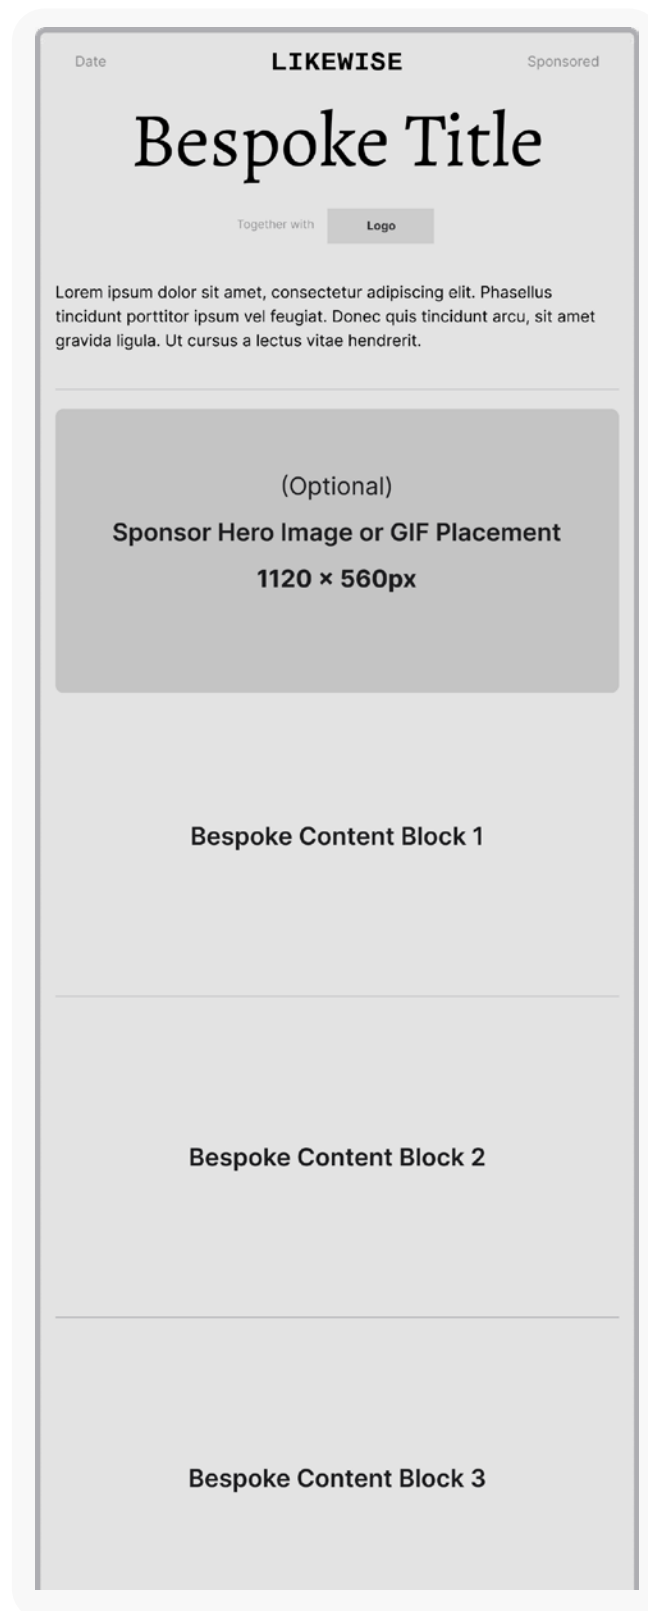 Date LIKEWISE Sponsored
Bespoke Title
Together with Logo
Lorem ipsum dolor sit amet, consectetur adipiscing elit. Phasellus
tincidunt porttitor ipsum vel feugiat. Donec quis tincidunt arcu, sit amet
gravida ligula. Ut cursus a lectus vitae hendrerit.
(Optional)
Sponsor Hero Image or GIF Placement
1120 × 560px
Bespoke Content Block 1
Bespoke Content Block 2
Bespoke Content Block 3